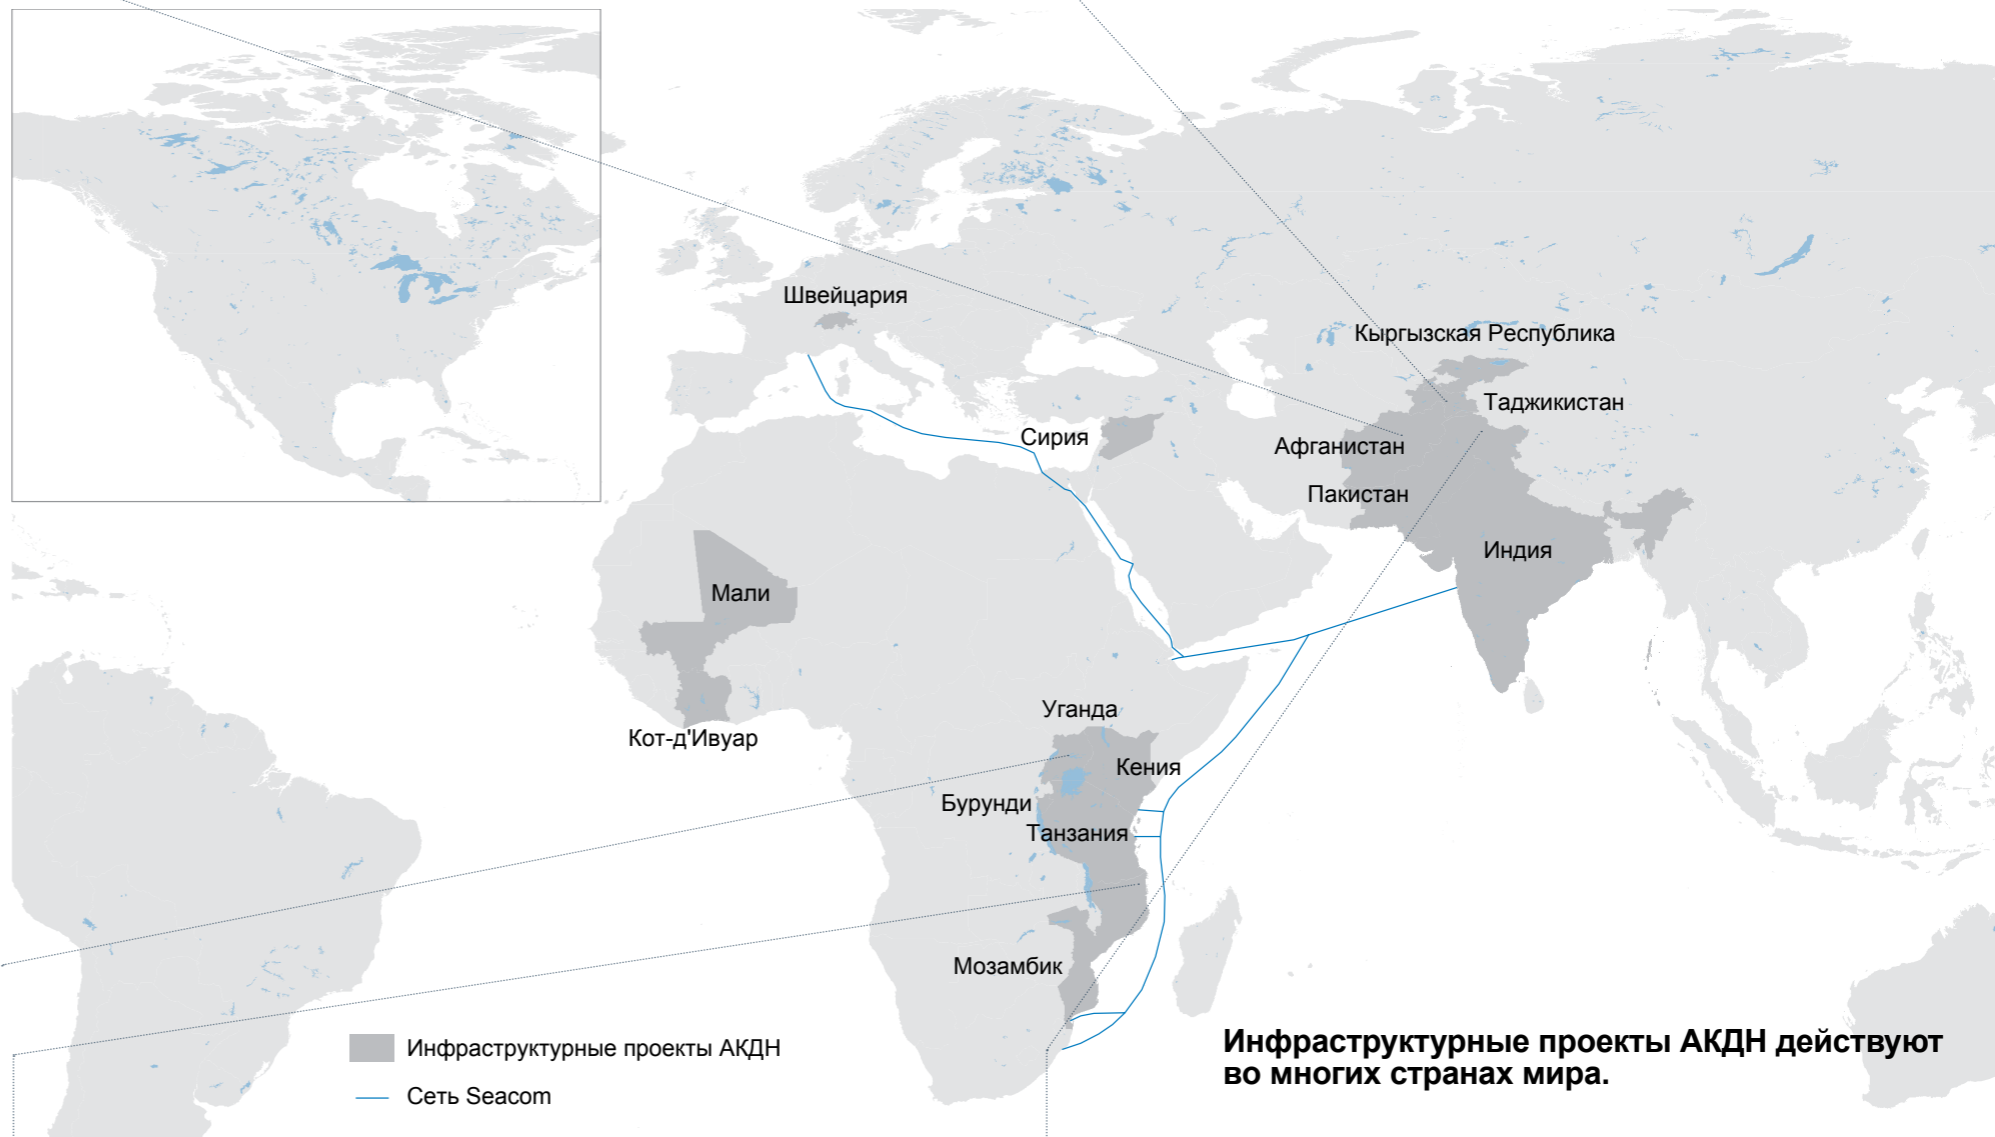 Швейцария
Кыргызская Республика
Таджикистан
Сирия
Афганистан
Пакистан
Индия
Мали
Кот-д'Ивуар
Уганда
Кения
Бурунди
Танзания
Мозамбик
Инфраструктурные проекты АКДН
Сеть Seacom
Инфраструктурные проекты АКДН действуют
во многих странах мира.